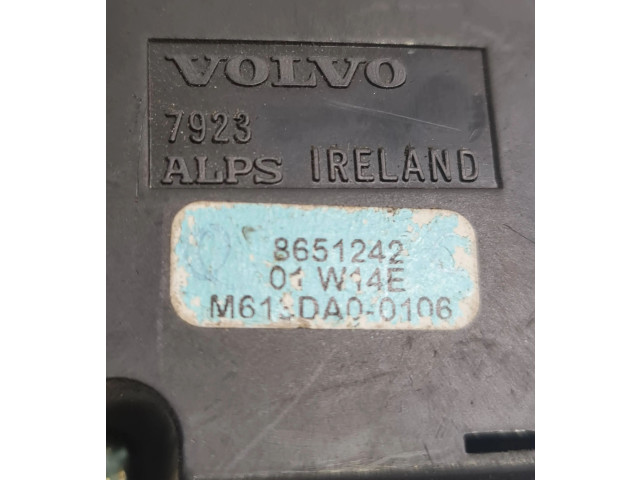 VOLVO
7923
ALPS IRELAND
8651242
01 W14E